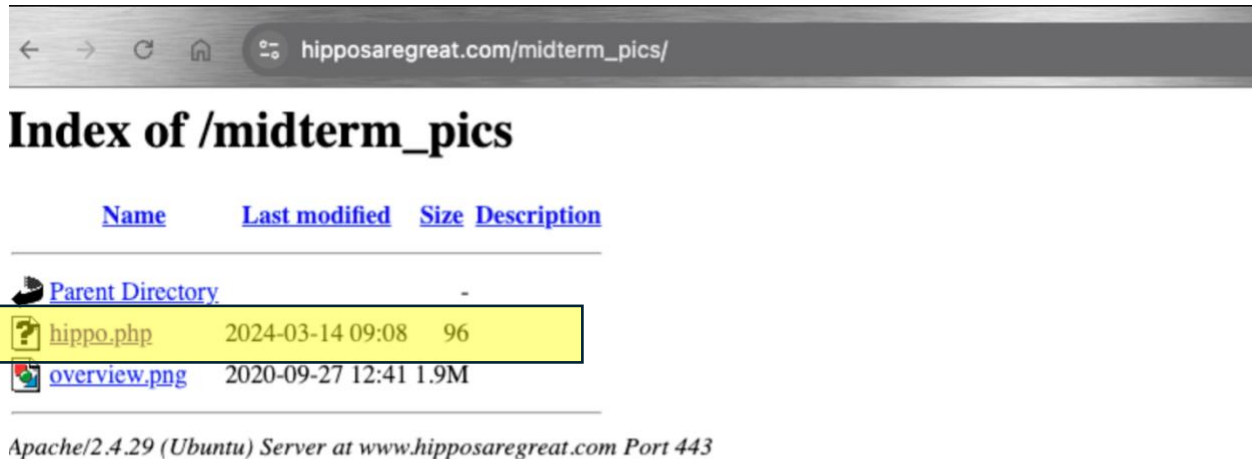 hipposaregreat.com/midterm_pics/
Index of /midterm_pics
Name Last modified Size Description
Parent Directory -
hippo.php 2024-03-14 09:08 96
overview.png 2020-09-27 12:41 1.9M
Apache/2.4.29 (Ubuntu) Server at www.hipposaregreat.com Port 443